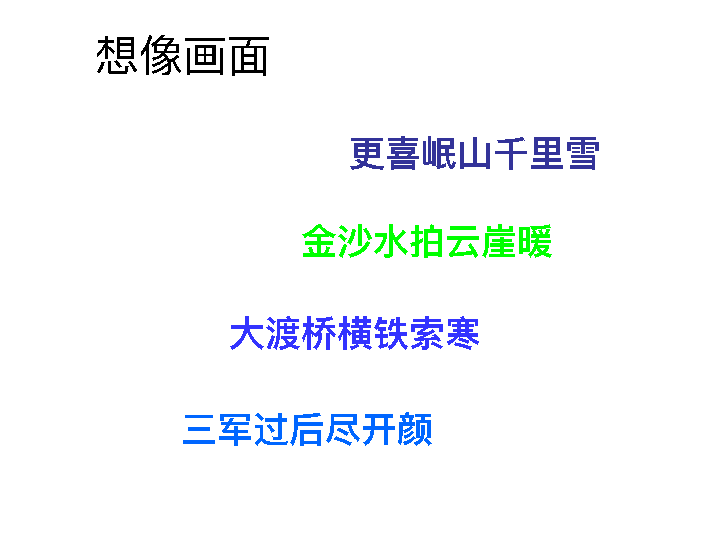 想像画面
更喜岷山千里雪
金沙水拍云崖暖
大渡桥横铁索寒
三军过后尽开颜